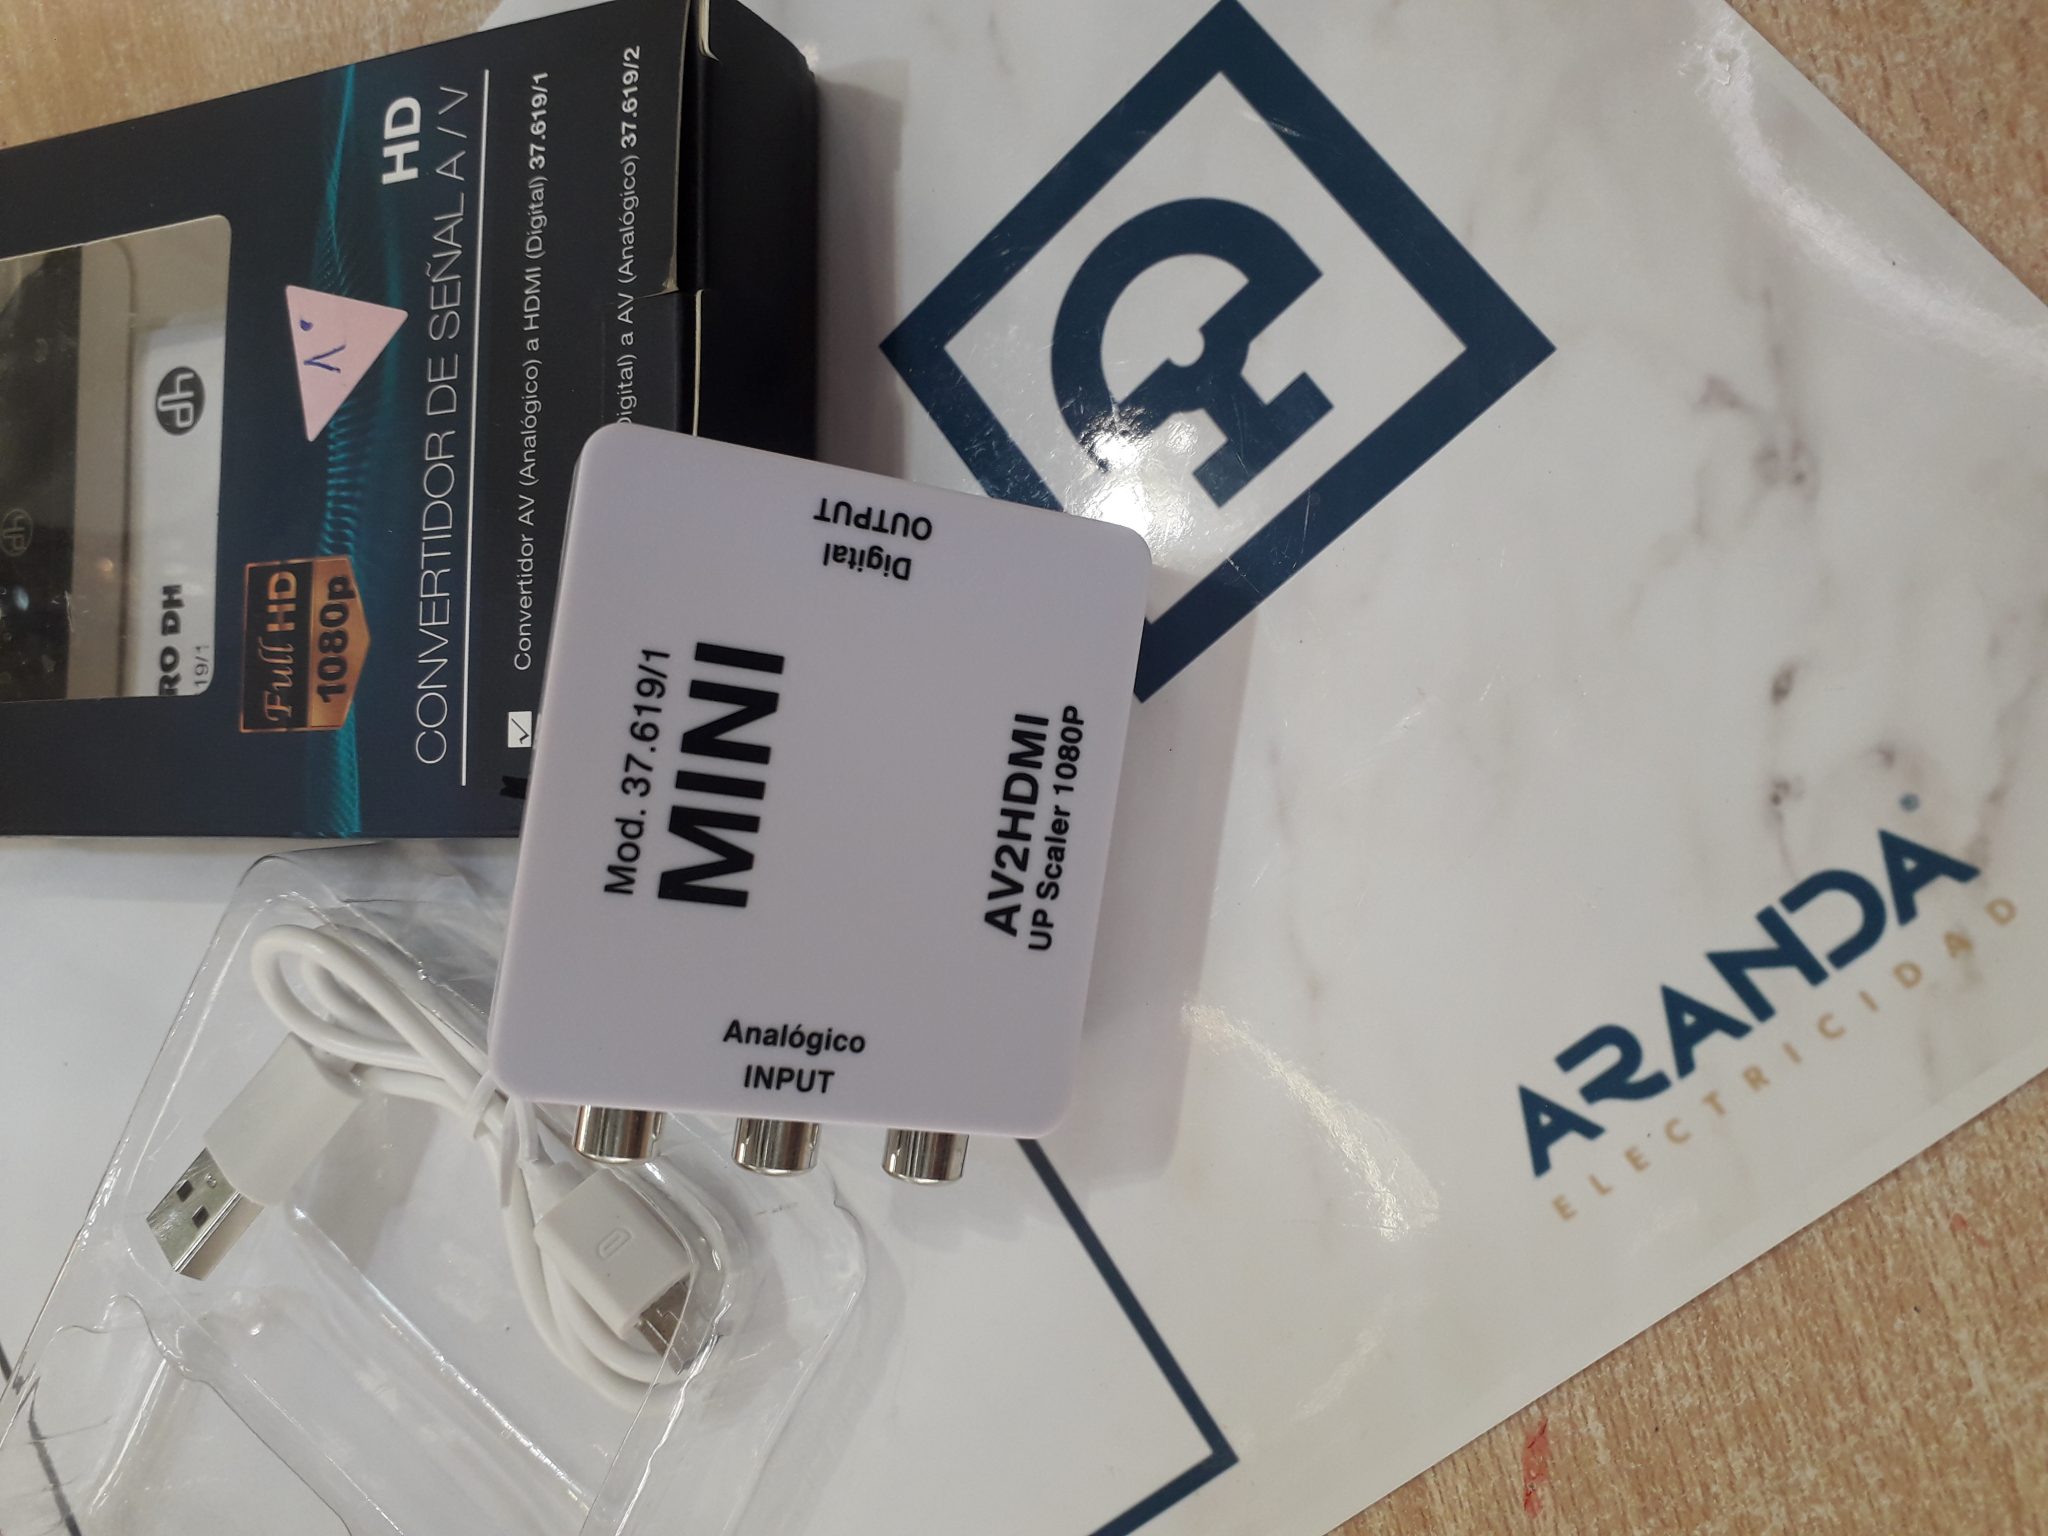 HD
CONVERTIDOR DE SEÑAL A / V
Convertidor AV (Analógico) a HDMI (Digital) 37.619/1
Digital) a AV (Analógico) 37.619/2
Full HD
1080p
dh
dh
RO DH
19/1
Mod. 37.619/1
MINI
Digital
OUTPUT
Analógico
INPUT
AV2HDMI
UP Scaler 1080P
ARANDA
ELECTRICIDAD